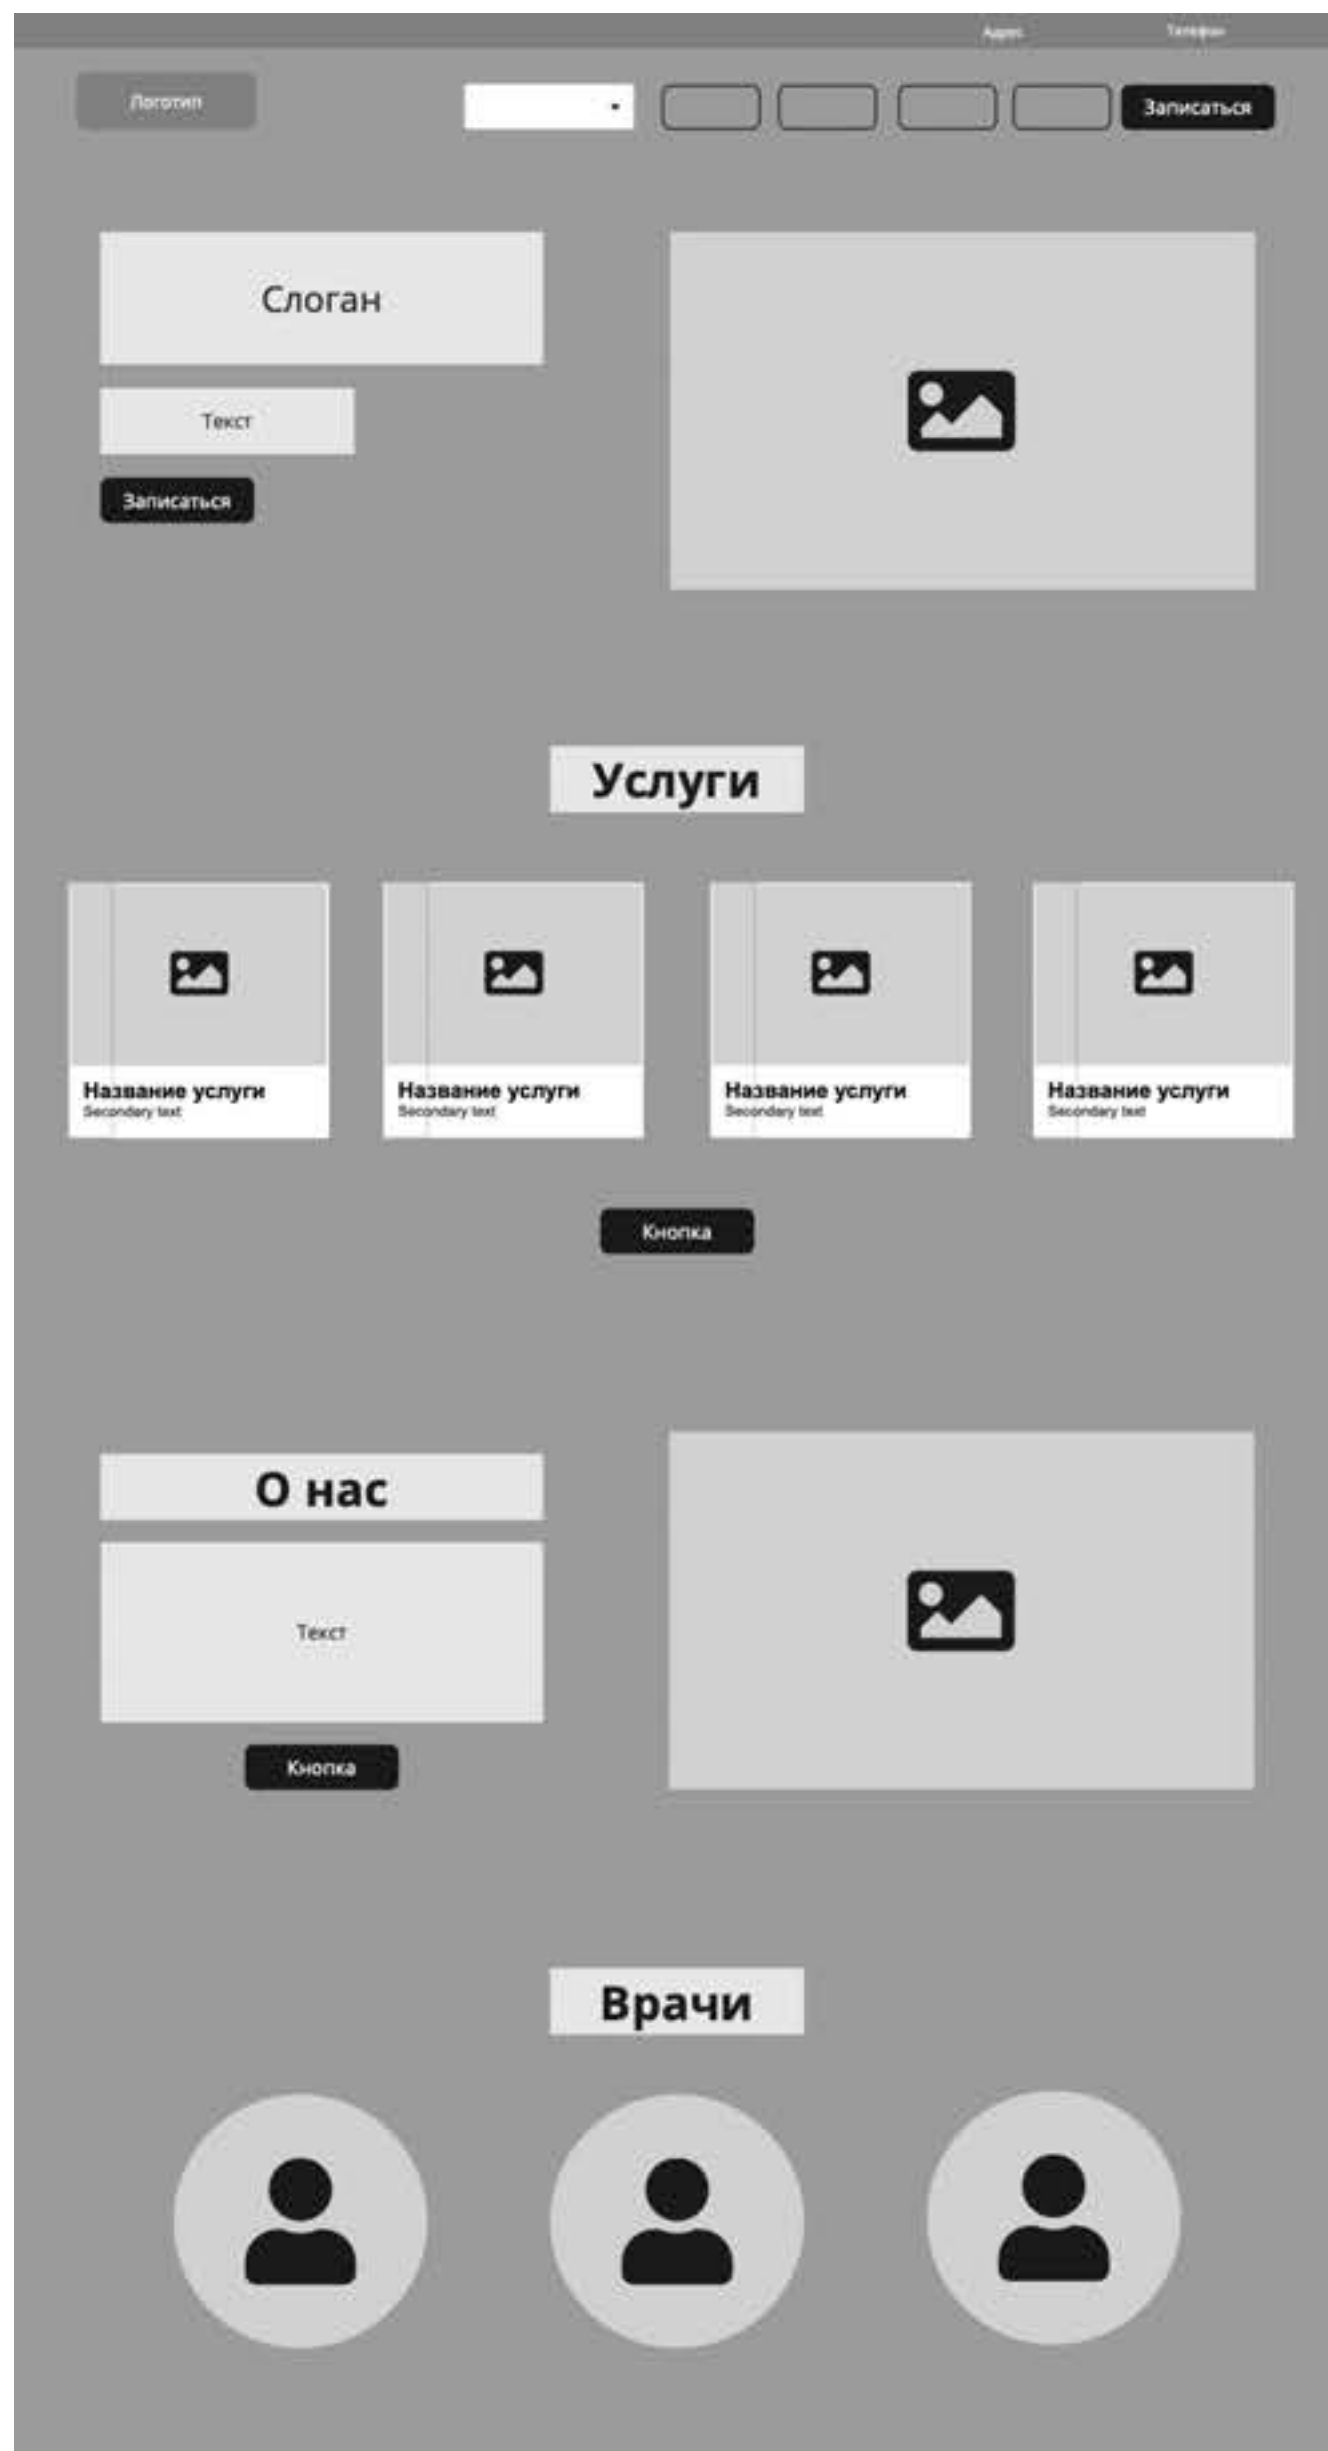 Адрес
Телефон
Логотип
Записаться
Слоган
Текст
Записаться
Услуги
Название услуги
Secondary text
Название услуги
Secondary text
Название услуги
Secondary text
Название услуги
Secondary text
Кнопка
О нас
Текст
Кнопка
Врачи